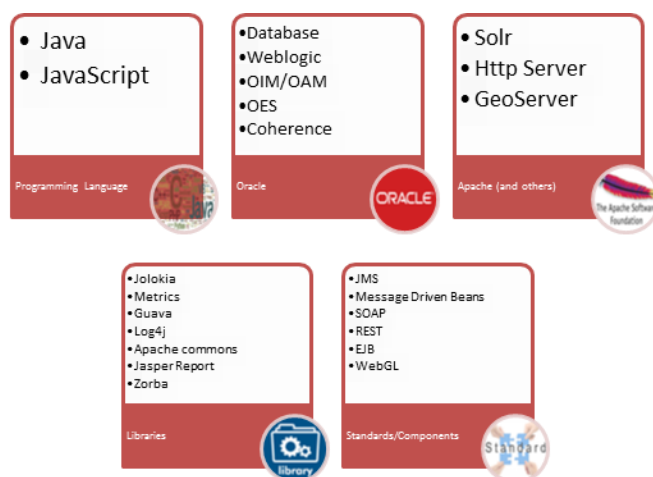 • Java
• JavaScript
Programming Language
Java
•Database
•Weblogic
•OIM/OAM
•OES
•Coherence
Oracle
ORACLE
• Solr
• Http Server
• GeoServer
Apache (and others)
The Apache Software
Foundation
•Jolokia
•Metrics
•Guava
•Log4j
•Apache commons
•Jasper Report
•Zorba
Libraries
library
•JMS
•Message Driven Beans
•SOAP
•REST
•EJB
•WebGL
Standards/Components
Standard